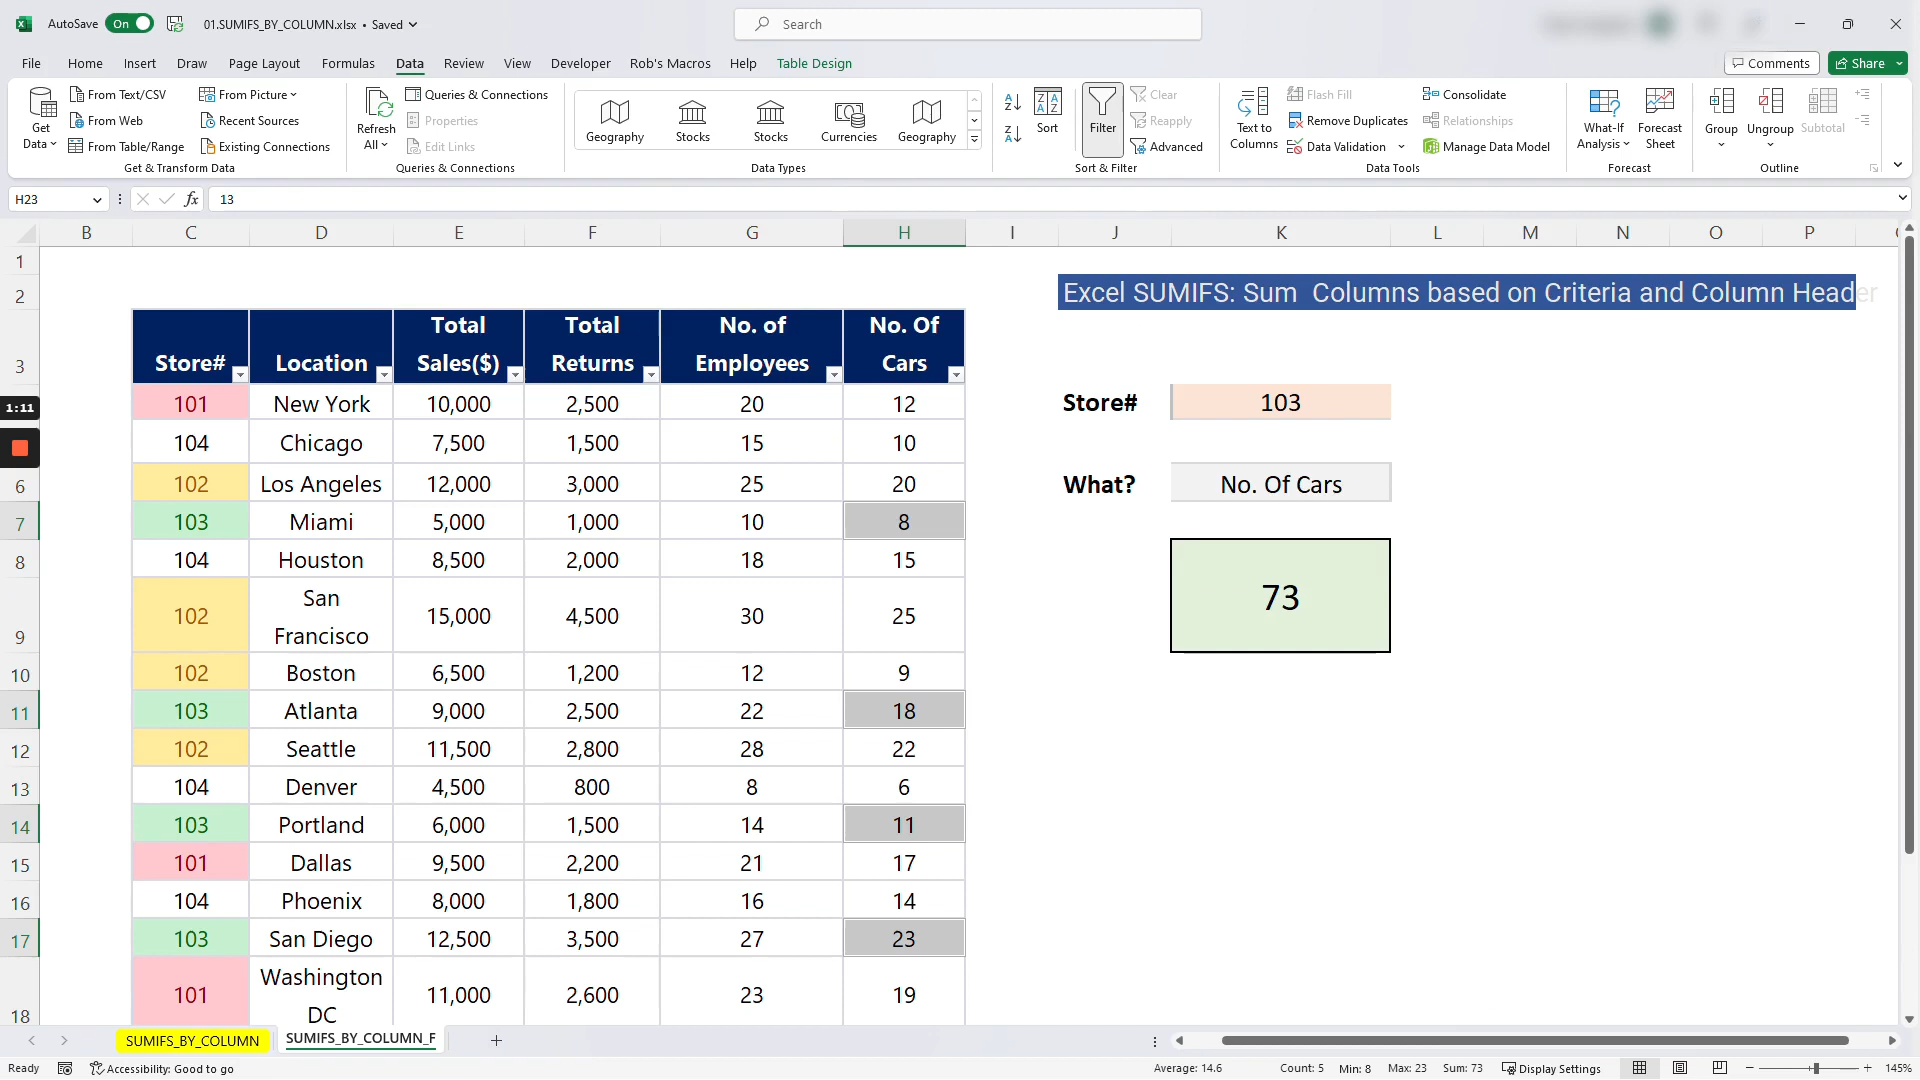 AutoSave On 01.SUMIFS_BY_COLUMN.xlsx • Saved Search
File Home Insert Draw Page Layout Formulas Data Review View Developer Rob's Macros Help Table Design Comments Share
Get Data
From Text/CSV
From Web
From Table/Range
From Picture
Recent Sources
Existing Connections
Get & Transform Data
Refresh All
Queries & Connections
Properties
Edit Links
Queries & Connections
Geography Stocks Stocks Currencies Geography
Data Types
Sort
Filter
Clear
Reapply
Advanced
Sort & Filter
Text to Columns
Flash Fill
Remove Duplicates
Data Validation
Consolidate
Relationships
Manage Data Model
Data Tools
What-If Analysis
Forecast Sheet
Forecast
Group Ungroup Subtotal
Outline
H23 fx 13
B C D E F G H I J K L M N O P
1
2 Excel SUMIFS: Sum  Columns based on Criteria and Column Header
3 Store# Location Total Sales($) Total Returns No. of Employees No. Of Cars
1:11 101 New York 10,000 2,500 20 12 Store# 103
104 Chicago 7,500 1,500 15 10
6 102 Los Angeles 12,000 3,000 25 20 What? No. Of Cars
7 103 Miami 5,000 1,000 10 8
8 104 Houston 8,500 2,000 18 15
9 102 San Francisco 15,000 4,500 30 25 73
10 102 Boston 6,500 1,200 12 9
11 103 Atlanta 9,000 2,500 22 18
12 102 Seattle 11,500 2,800 28 22
13 104 Denver 4,500 800 8 6
14 103 Portland 6,000 1,500 14 11
15 101 Dallas 9,500 2,200 21 17
16 104 Phoenix 8,000 1,800 16 14
17 103 San Diego 12,500 3,500 27 23
18 101 Washington DC 11,000 2,600 23 19
SUMIFS_BY_COLUMN SUMIFS_BY_COLUMN_F
Ready Accessibility: Good to go Average: 14.6 Count: 5 Min: 8 Max: 23 Sum: 73 Display Settings 145%